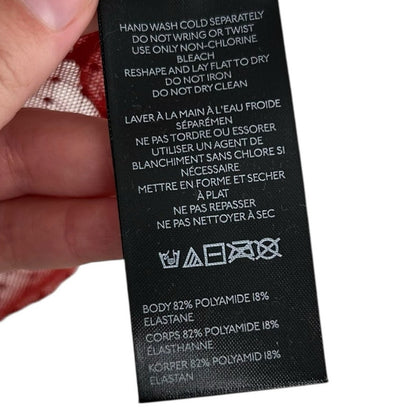 HAND WASH COLD SEPARATELY
DO NOT WRING OR TWIST
USE ONLY NON-CHLORINE
BLEACH
RESHAPE AND LAY FLAT TO DRY
DO NOT IRON
DO NOT DRY CLEAN
LAVER À LA MAIN À L'EAU FROIDE
SÉPARÉMEN
NE PAS TORDRE OU ESSORER
UTILISER UN AGENT DE
BLANCHIMENT SANS CHLORE SI
NÉCESSAIRE
METTRE EN FORME ET SECHER
À PLAT
NE PAS REPASSER
NE PAS NETTOYER À SEC
BODY 82% POLYAMIDE 18%
ELASTANE
CORPS 82% POLYAMIDE 18%
ÉLASTHANNE
KÖRPER 82% POLYAMID 18%
ELASTAN